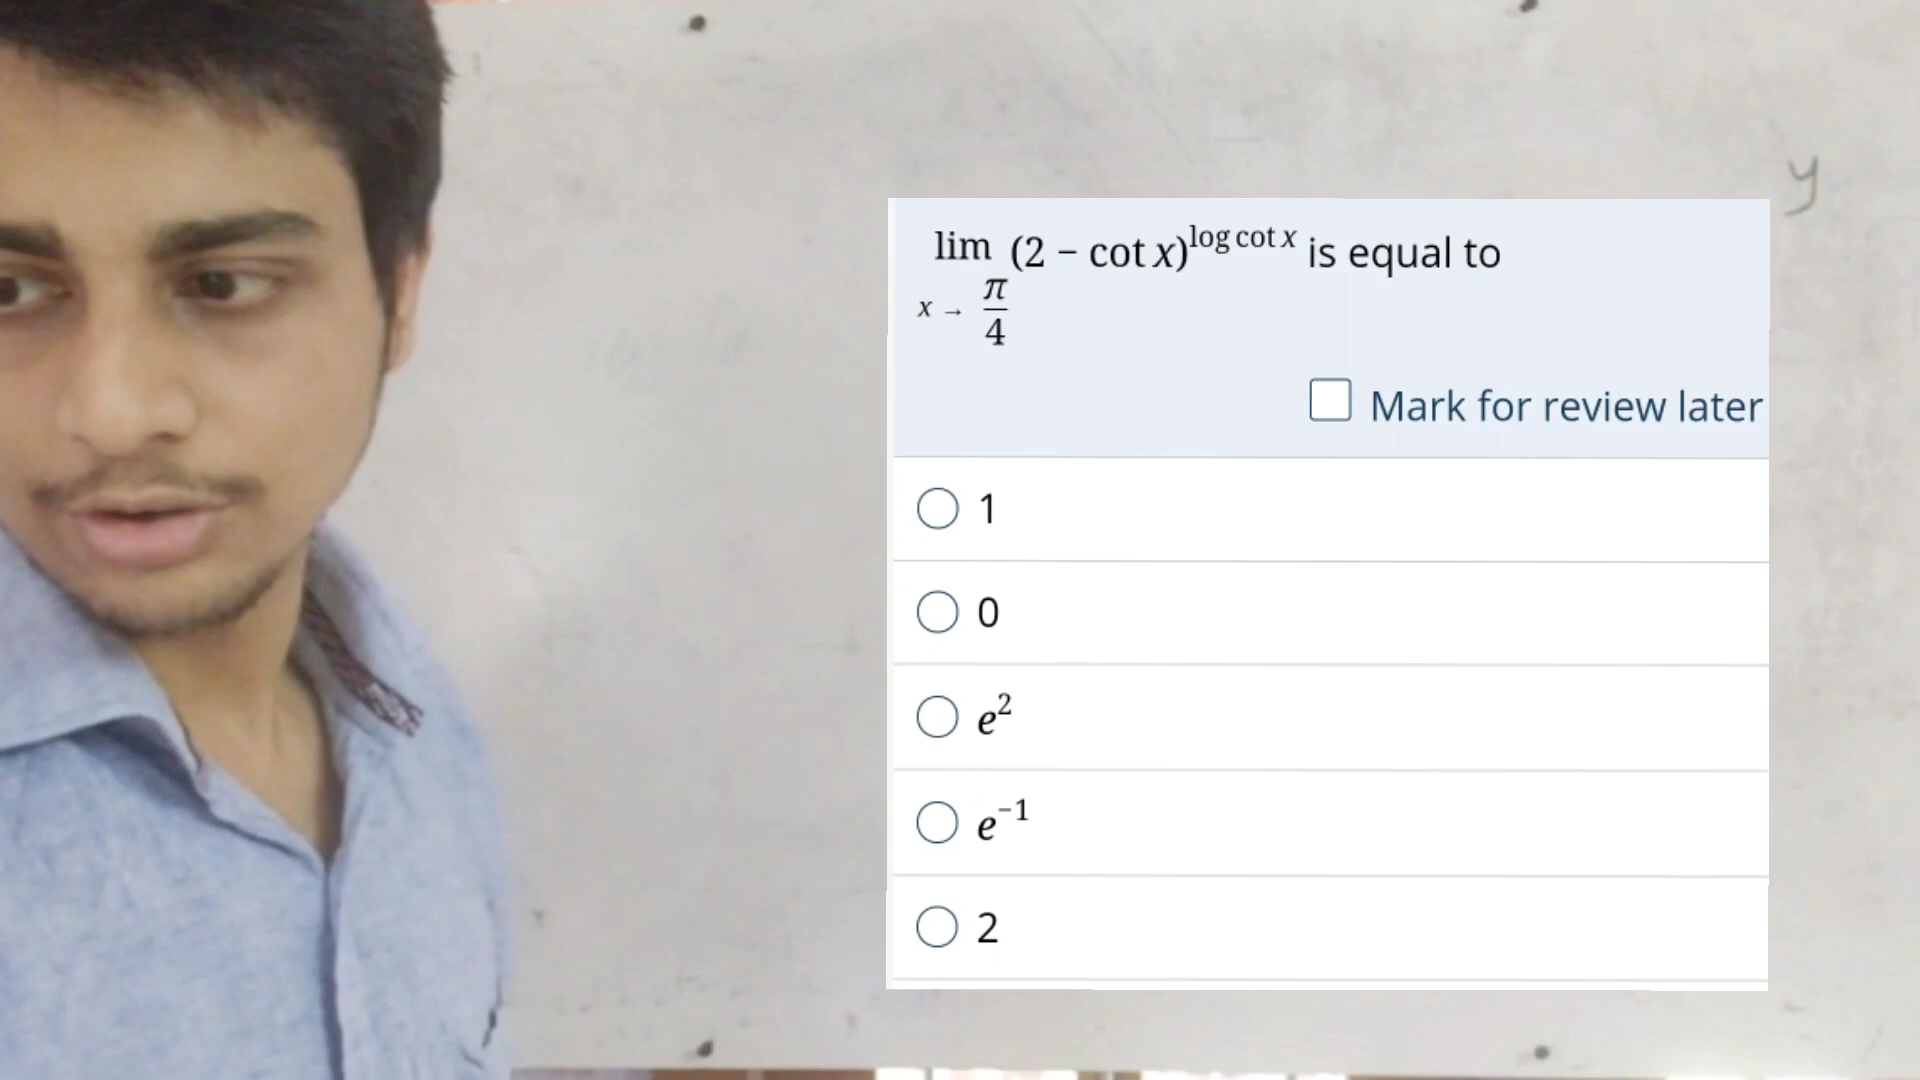 lim (2 − cot x)^{log cot x} is equal to
x → π/4
Mark for review later
1
0
e²
e⁻¹
2
y